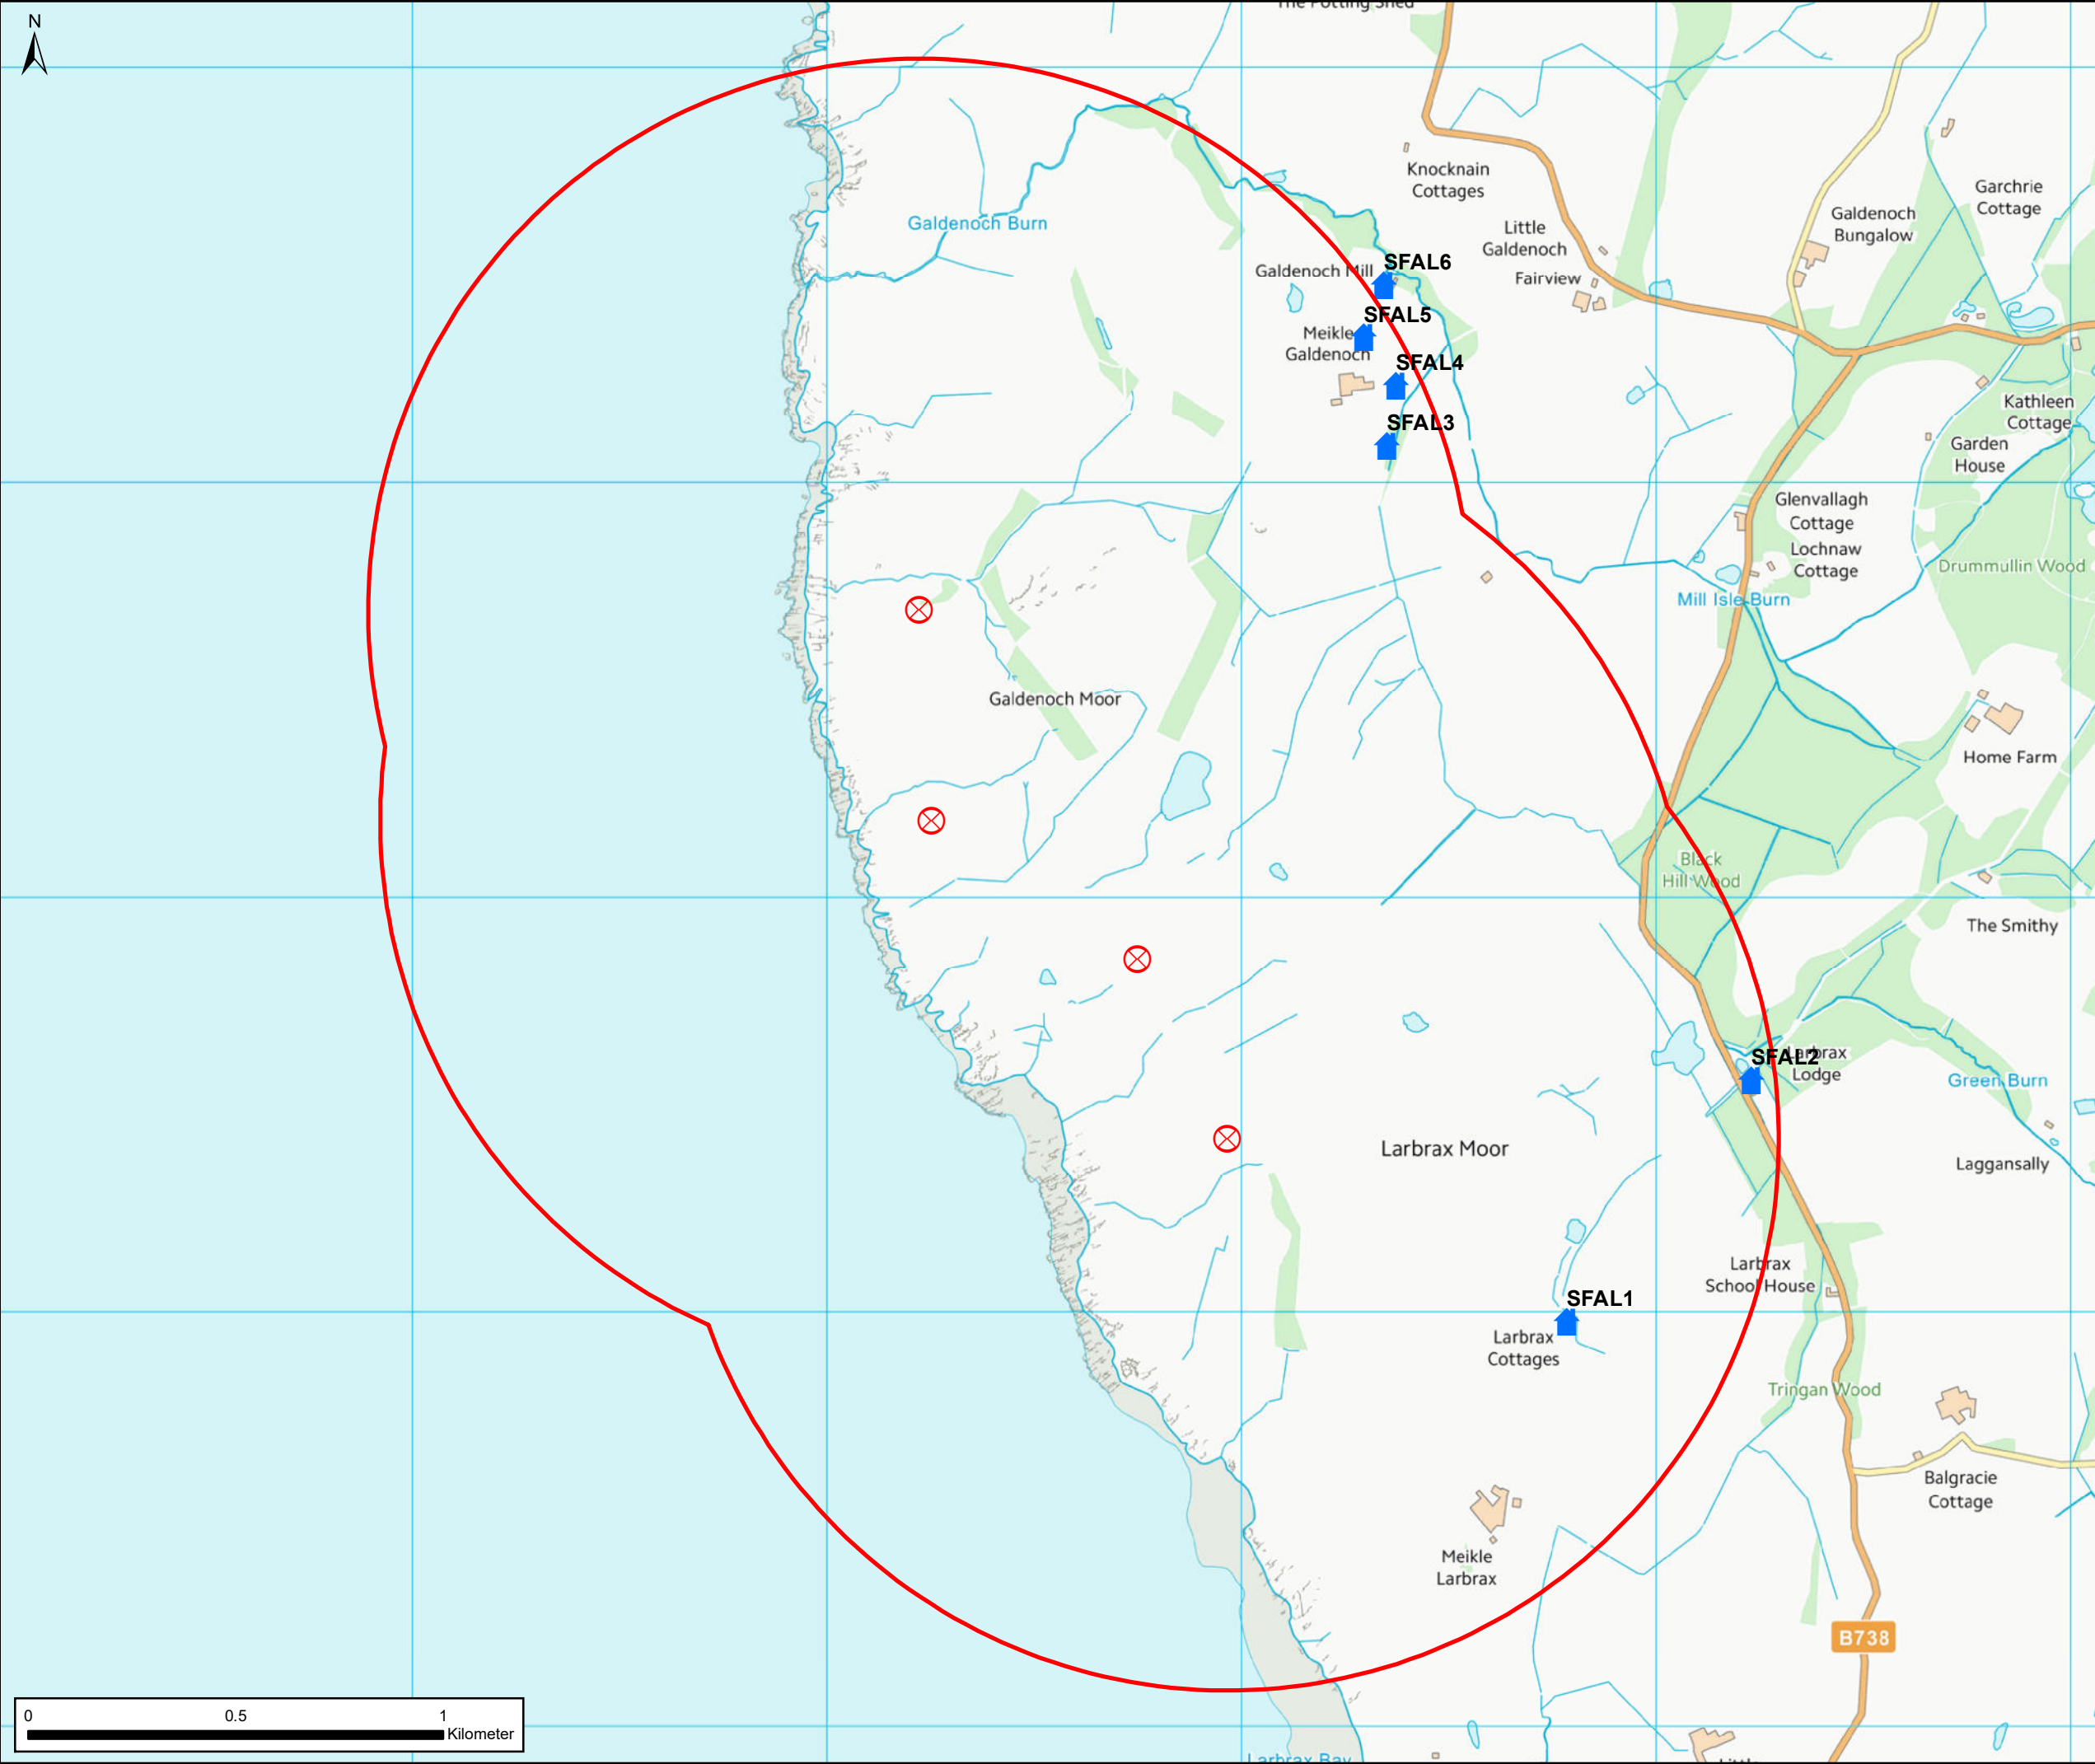 The Potting Shed
N
Knocknain
Cottages
Garchrie
Cottage
Galdenoch
Bungalow
Galdenoch Burn
Little
Galdenoch
Fairview
SFAL6
Galdenoch Mill
SFAL5
Meikle
Galdenoch
SFAL4
SFAL3
Kathleen
Cottage
Garden
House
Glenvallagh
Cottage
Lochnaw
Cottage
Drummullin Wood
Mill Isle Burn
Galdenoch Moor
Home Farm
Black
Hill Wood
The Smithy
SFAL2
Larbrax
Lodge
Green Burn
Larbrax Moor
Laggansally
Larbrax
School House
SFAL1
Larbrax
Cottages
Tringan Wood
Balgracie
Cottage
Meikle
Larbrax
B738
0 0.5 1
Kilometer
Larbrax Bay